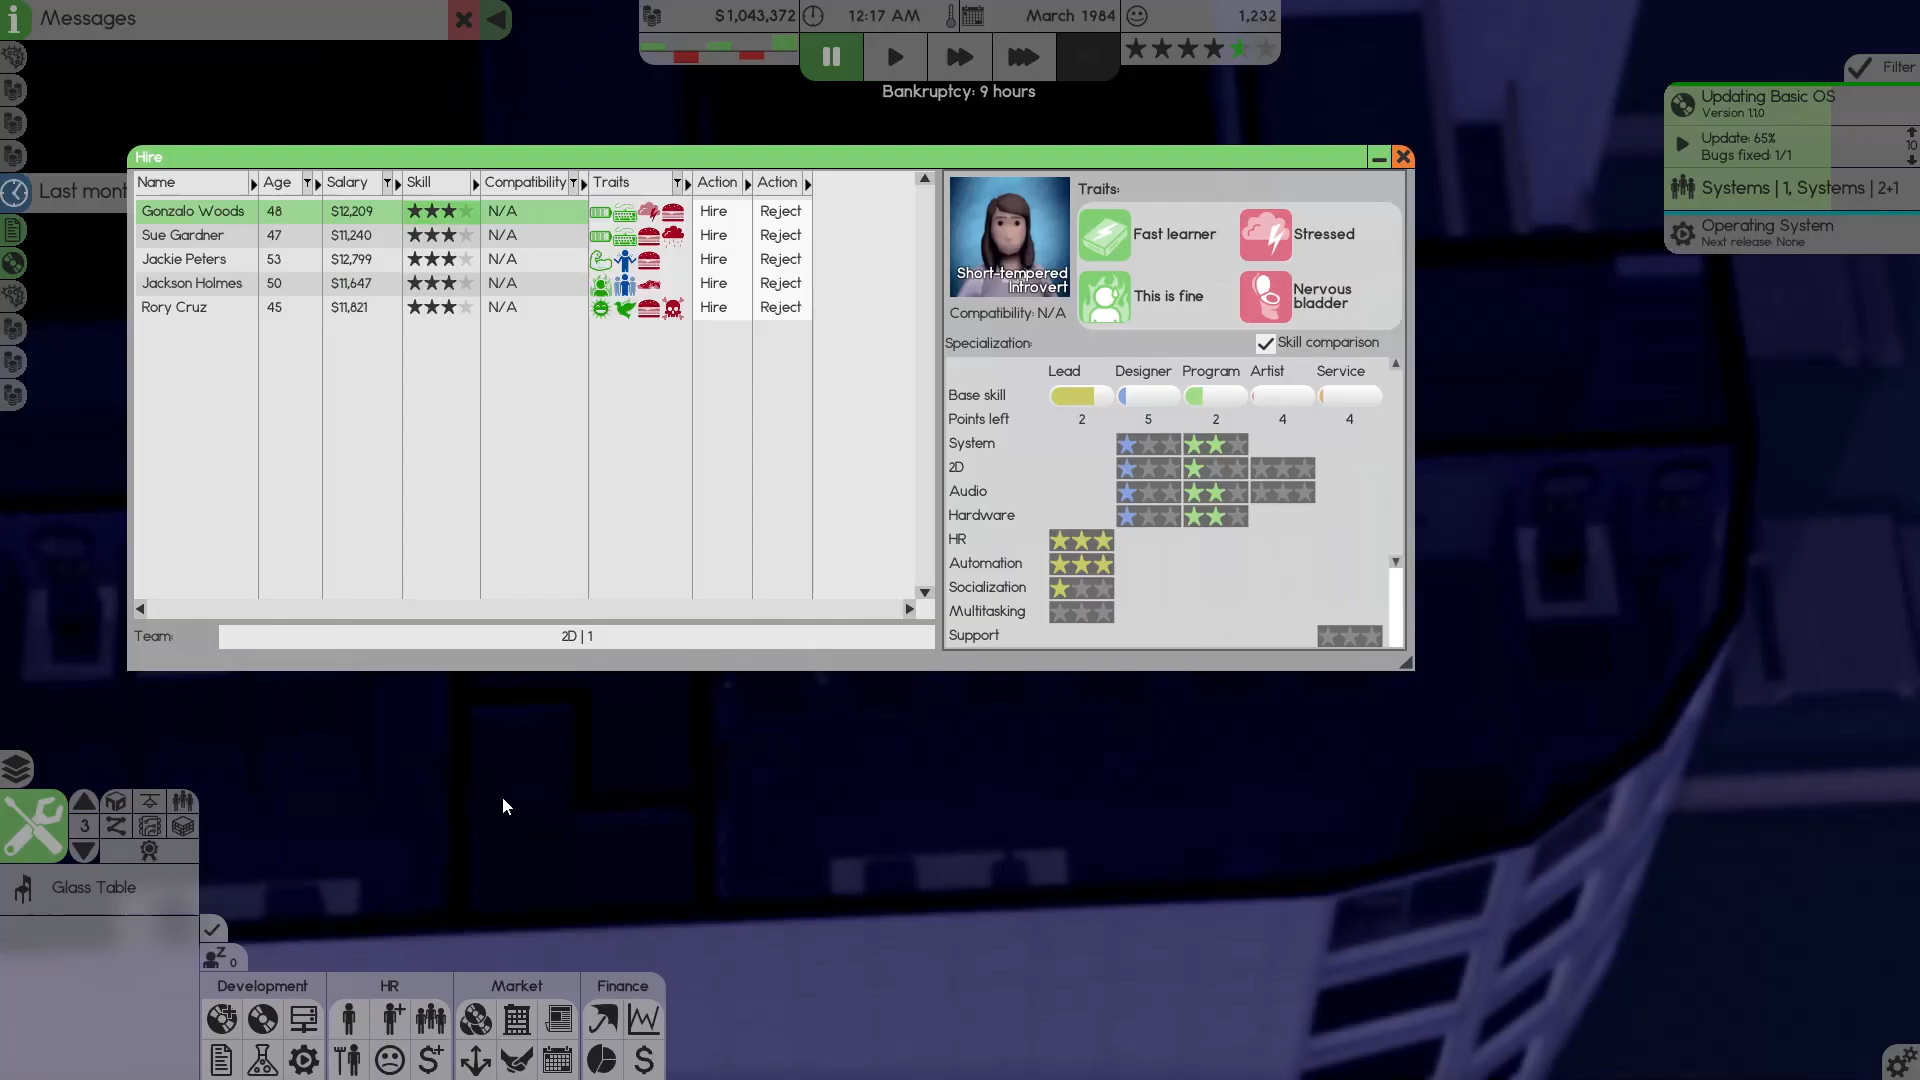 Messages
$1,043,372
12:17 AM
March 1984
1,232
Bankruptcy: 9 hours
Filter
Updating Basic OS
Version 1.1.0
Update: 65%
Bugs fixed: 1/1
10
Systems | 1, Systems | 2+1
Operating System
Next release: None
Last mont
Hire
Name Age Salary Skill Compatibility Traits Action Action
Gonzalo Woods 48 $12,209 N/A Hire Reject
Sue Gardner 47 $11,240 N/A Hire Reject
Jackie Peters 53 $12,799 N/A Hire Reject
Jackson Holmes 50 $11,647 N/A Hire Reject
Rory Cruz 45 $11,821 N/A Hire Reject
Team: 2D | 1
Short-tempered
Introvert
Compatibility: N/A
Traits:
Fast learner
Stressed
This is fine
Nervous
bladder
Specialization:
Skill comparison
Lead Designer Program Artist Service
Base skill
Points left 2 5 2 4 4
System
2D
Audio
Hardware
HR
Automation
Socialization
Multitasking
Support
3
Glass Table
Z 0
Development HR Market Finance